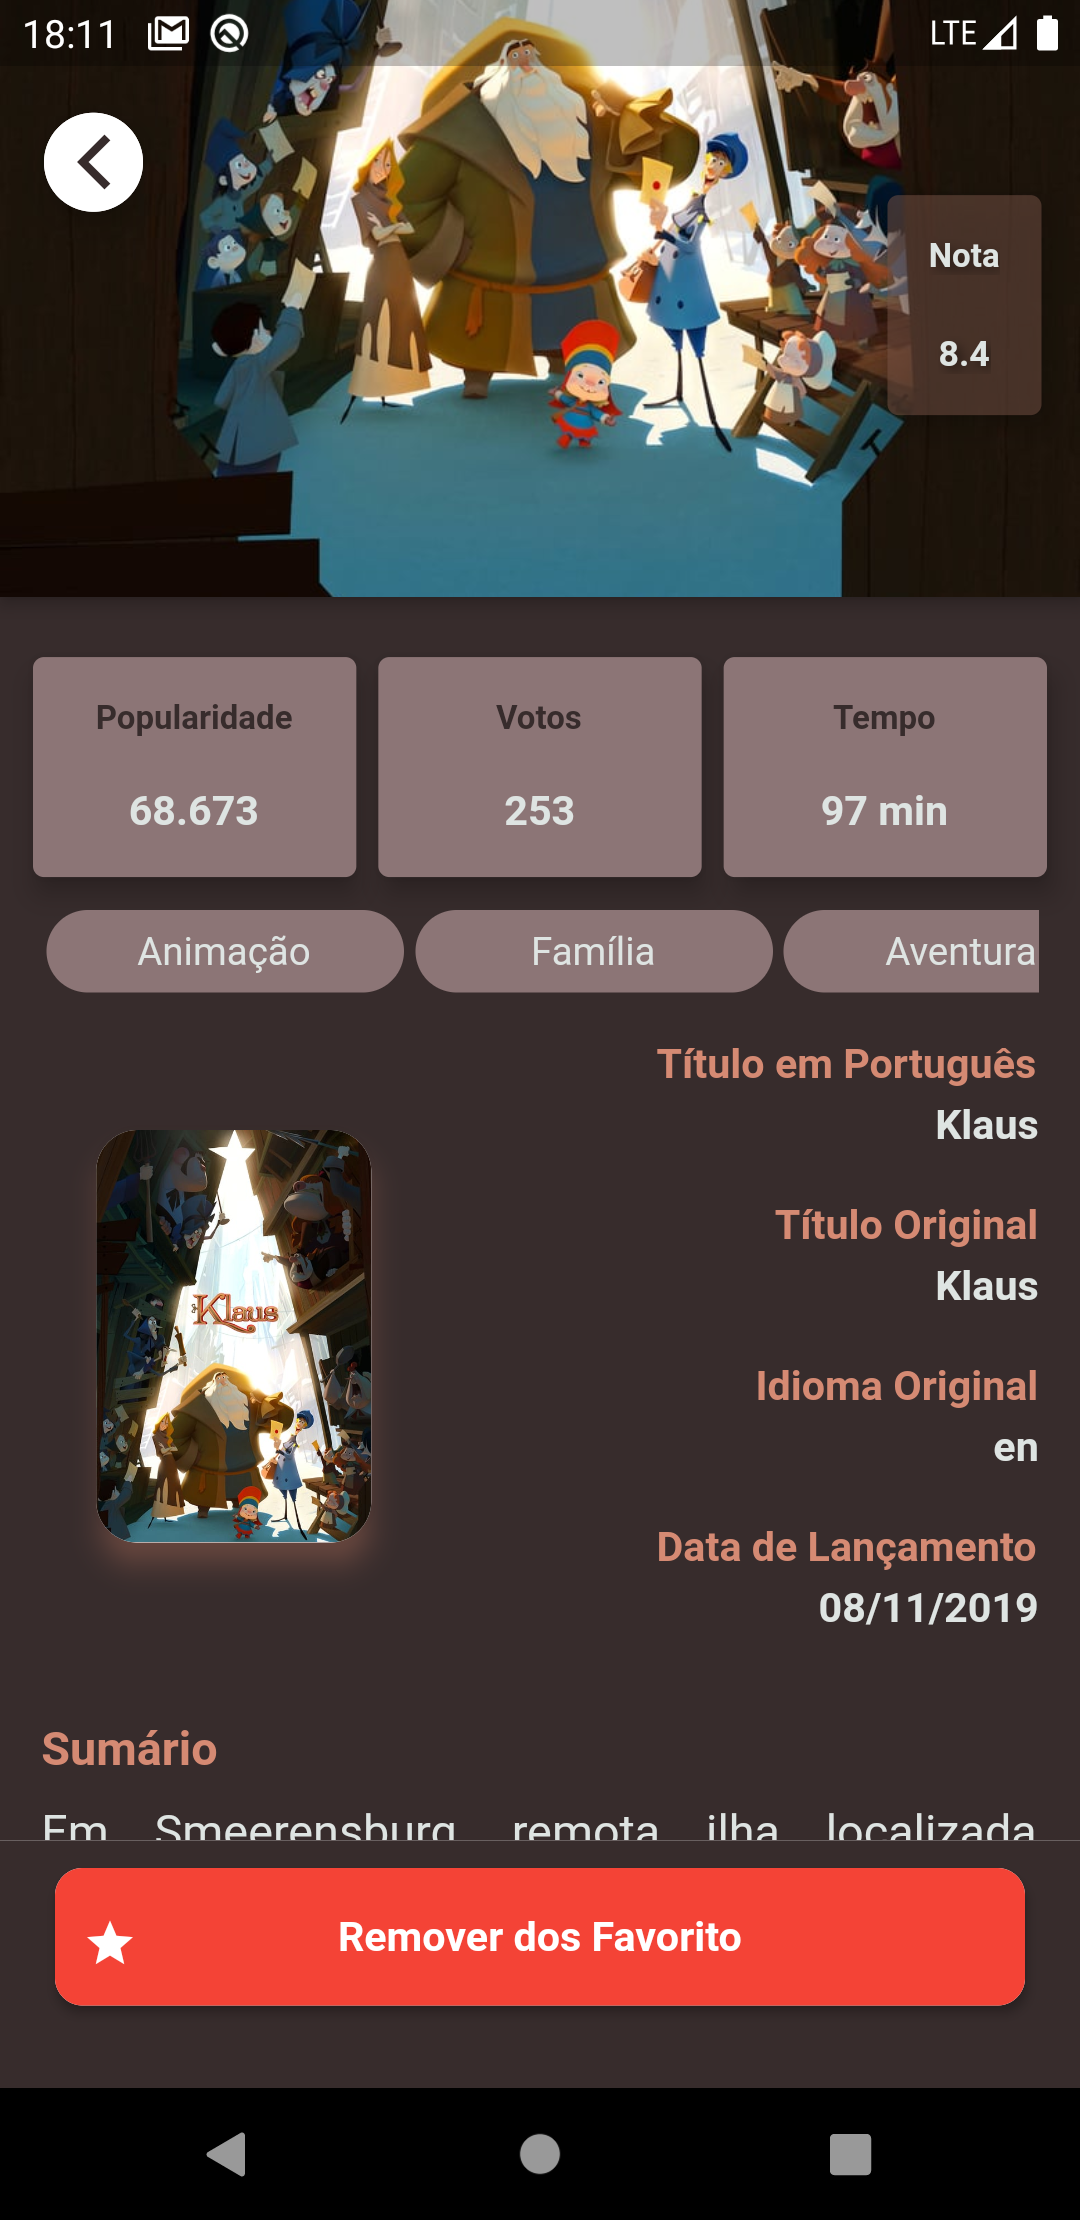 18:11
LTE
Nota
8.4
Popularidade
68.673
Votos
253
Tempo
97 min
Animação
Família
Aventura
Título em Português
Klaus
Título Original
Klaus
Klaus
Idioma Original
en
Data de Lançamento
08/11/2019
Sumário
Em Smeerensburg, remota ilha localizada
Remover dos Favorito